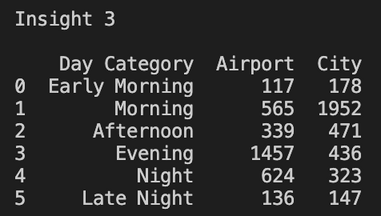 Insight 3
Day Category Airport City
0 Early Morning 117 178
1 Morning 565 1952
2 Afternoon 339 471
3 Evening 1457 436
4 Night 624 323
5 Late Night 136 147